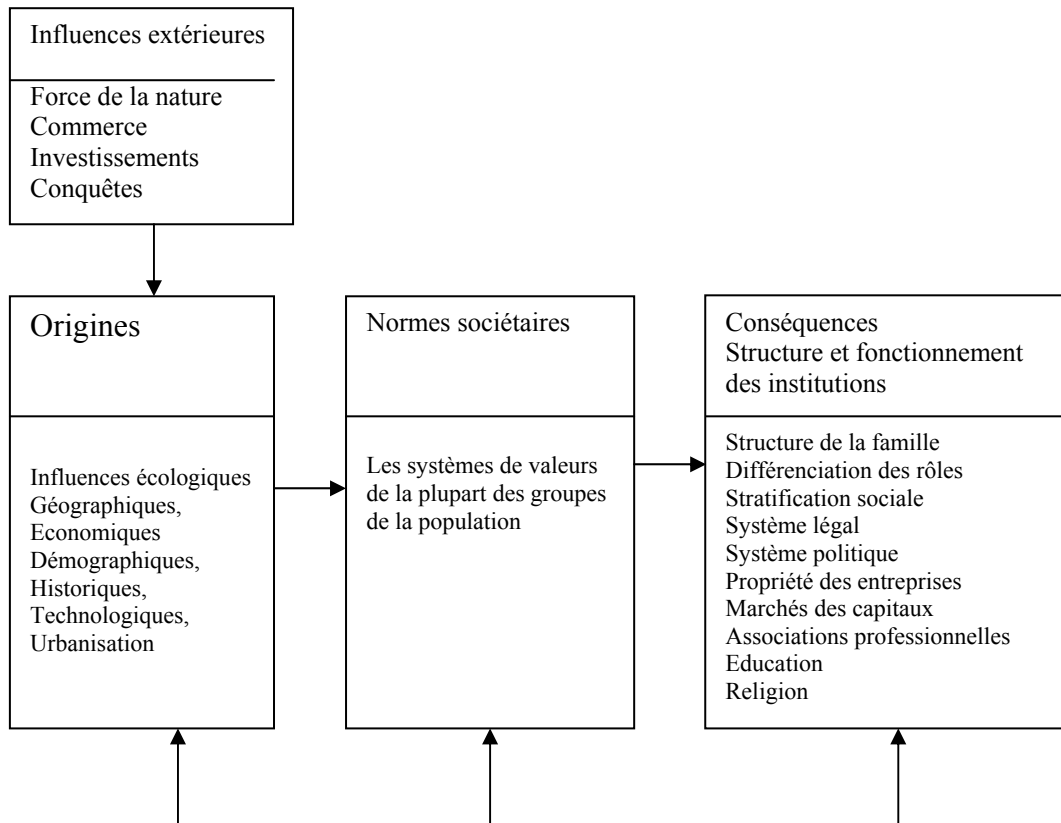 Influences extérieures
Force de la nature
Commerce
Investissements
Conquêtes
Origines
Influences écologiques
Géographiques,
Economiques
Démographiques,
Historiques,
Technologiques,
Urbanisation
Normes sociétaires
Les systèmes de valeurs
de la plupart des groupes
de la population
Conséquences
Structure et fonctionnement
des institutions
Structure de la famille
Différenciation des rôles
Stratification sociale
Système légal
Système politique
Propriété des entreprises
Marchés des capitaux
Associations professionnelles
Education
Religion